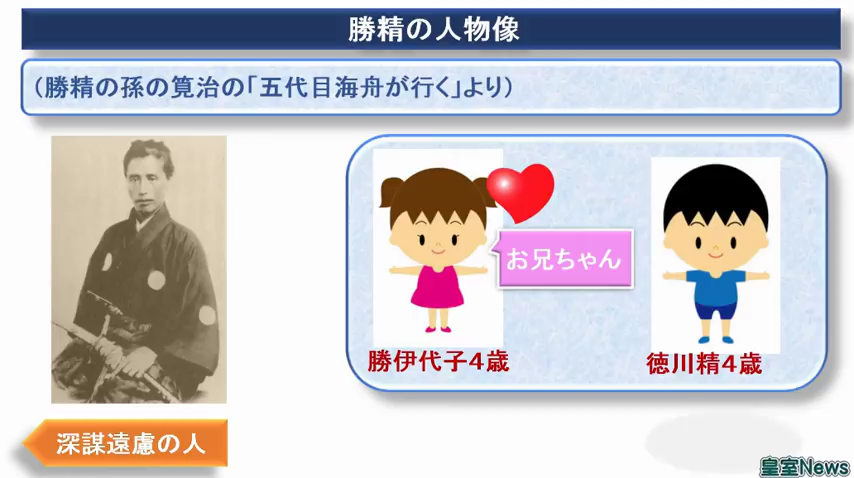 勝精の人物像
(勝精の孫の筧治の「五代目海舟が行く」より)
お兄ちゃん
勝伊代子4歳
徳川精4歳
深謀遠慮の人
皇室News